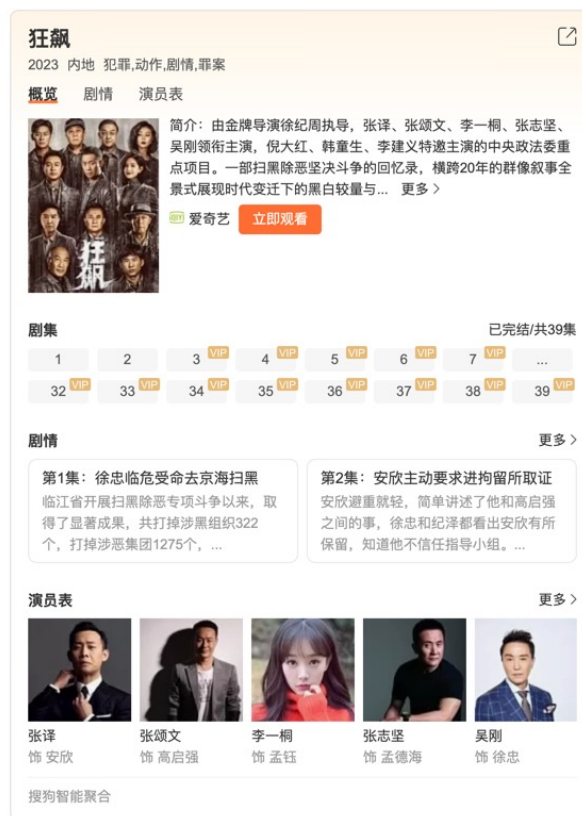 狂飙
2023 内地 犯罪,动作,剧情,罪案
概览 剧情 演员表
简介：由金牌导演徐纪周执导，张译、张颂文、李一桐、张志坚、
吴刚领衔主演，倪大红、韩童生、李建义特邀主演的中央政法委重
点项目。一部扫黑除恶坚决斗争的回忆录，横跨20年的群像叙事全
景式展现时代变迁下的黑白较量与... 更多 >
爱奇艺 立即观看
狂飙
剧集 已完结/共39集
1 2 3 VIP 4 VIP 5 VIP 6 VIP 7 VIP ...
32 VIP 33 VIP 34 VIP 35 VIP 36 VIP 37 VIP 38 VIP 39 VIP
剧情 更多 >
第1集：徐忠临危受命去京海扫黑
临江省开展扫黑除恶专项斗争以来，取
得了显著成果，共打掉涉黑组织322
个，打掉涉恶集团1275个，...
第2集：安欣主动要求进拘留所取证
安欣避重就轻，简单讲述了他和高启强
之间的事，徐忠和纪泽都看出安欣有所
保留，知道他不信任指导小组。...
演员表 更多 >
张译 张颂文 李一桐 张志坚 吴刚
饰 安欣 饰 高启强 饰 孟钰 饰 孟德海 饰 徐忠
搜狗智能聚合